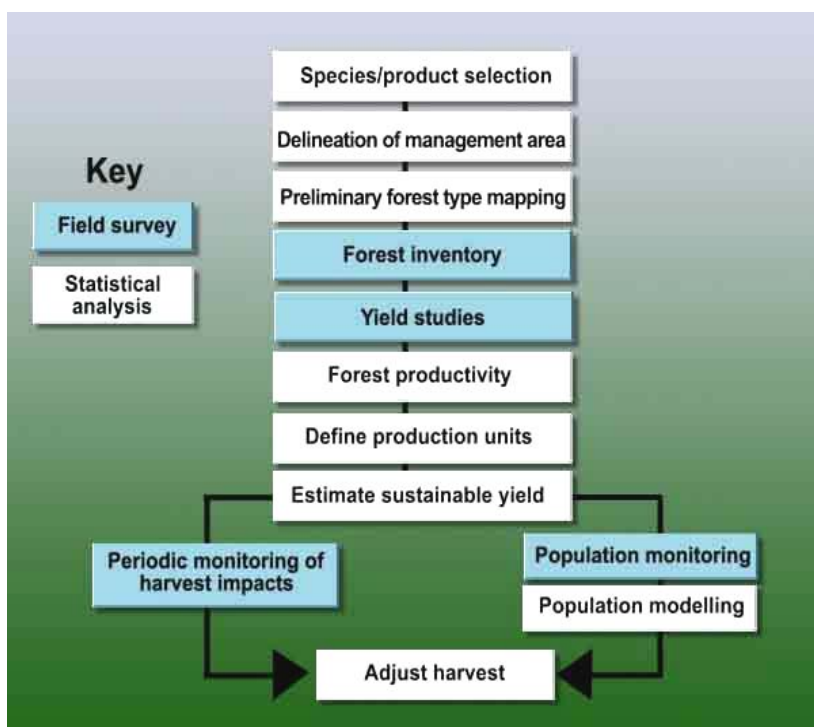 Species/product selection
Delineation of management area
Preliminary forest type mapping
Key
Field survey
Statistical
analysis
Forest inventory
Yield studies
Forest productivity
Define production units
Estimate sustainable yield
Periodic monitoring of
harvest impacts
Population monitoring
Population modelling
Adjust harvest